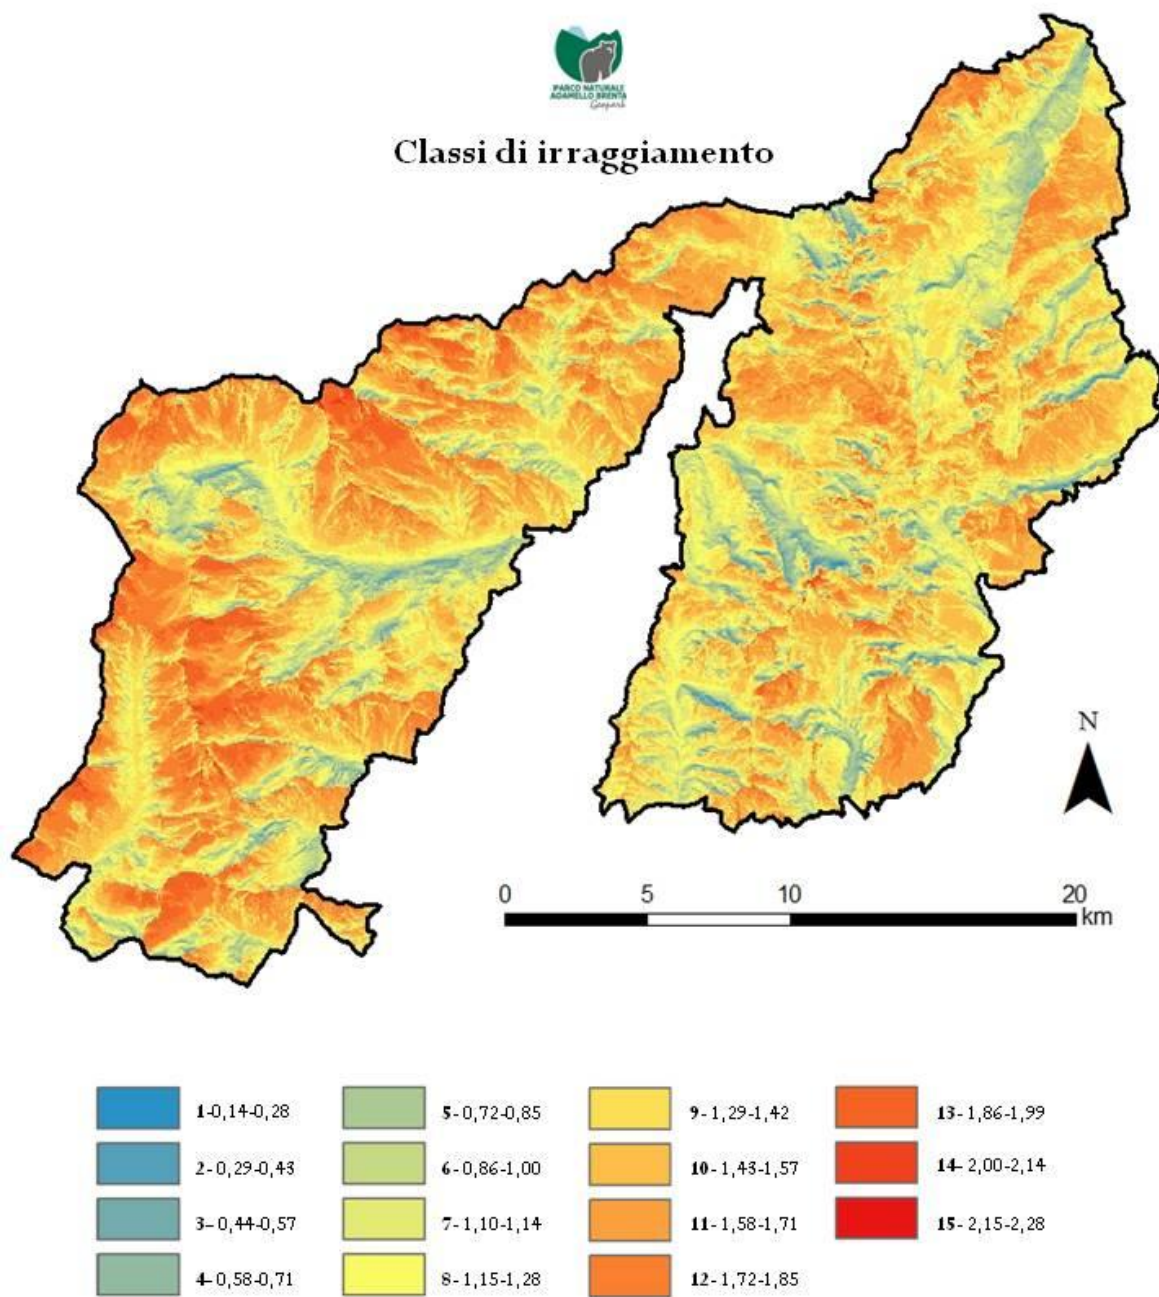 PARCO NATURALE
ADAMELLO BRENTA
Geopark
Classi di irraggiamento
N
0 5 10 20
km
1-0,14-0,28
2-0,29-0,43
3-0,44-0,57
4-0,58-0,71
5-0,72-0,85
6-0,86-1,00
7-1,10-1,14
8-1,15-1,28
9-1,29-1,42
10-1,43-1,57
11-1,58-1,71
12-1,72-1,85
13-1,86-1,99
14-2,00-2,14
15-2,15-2,28